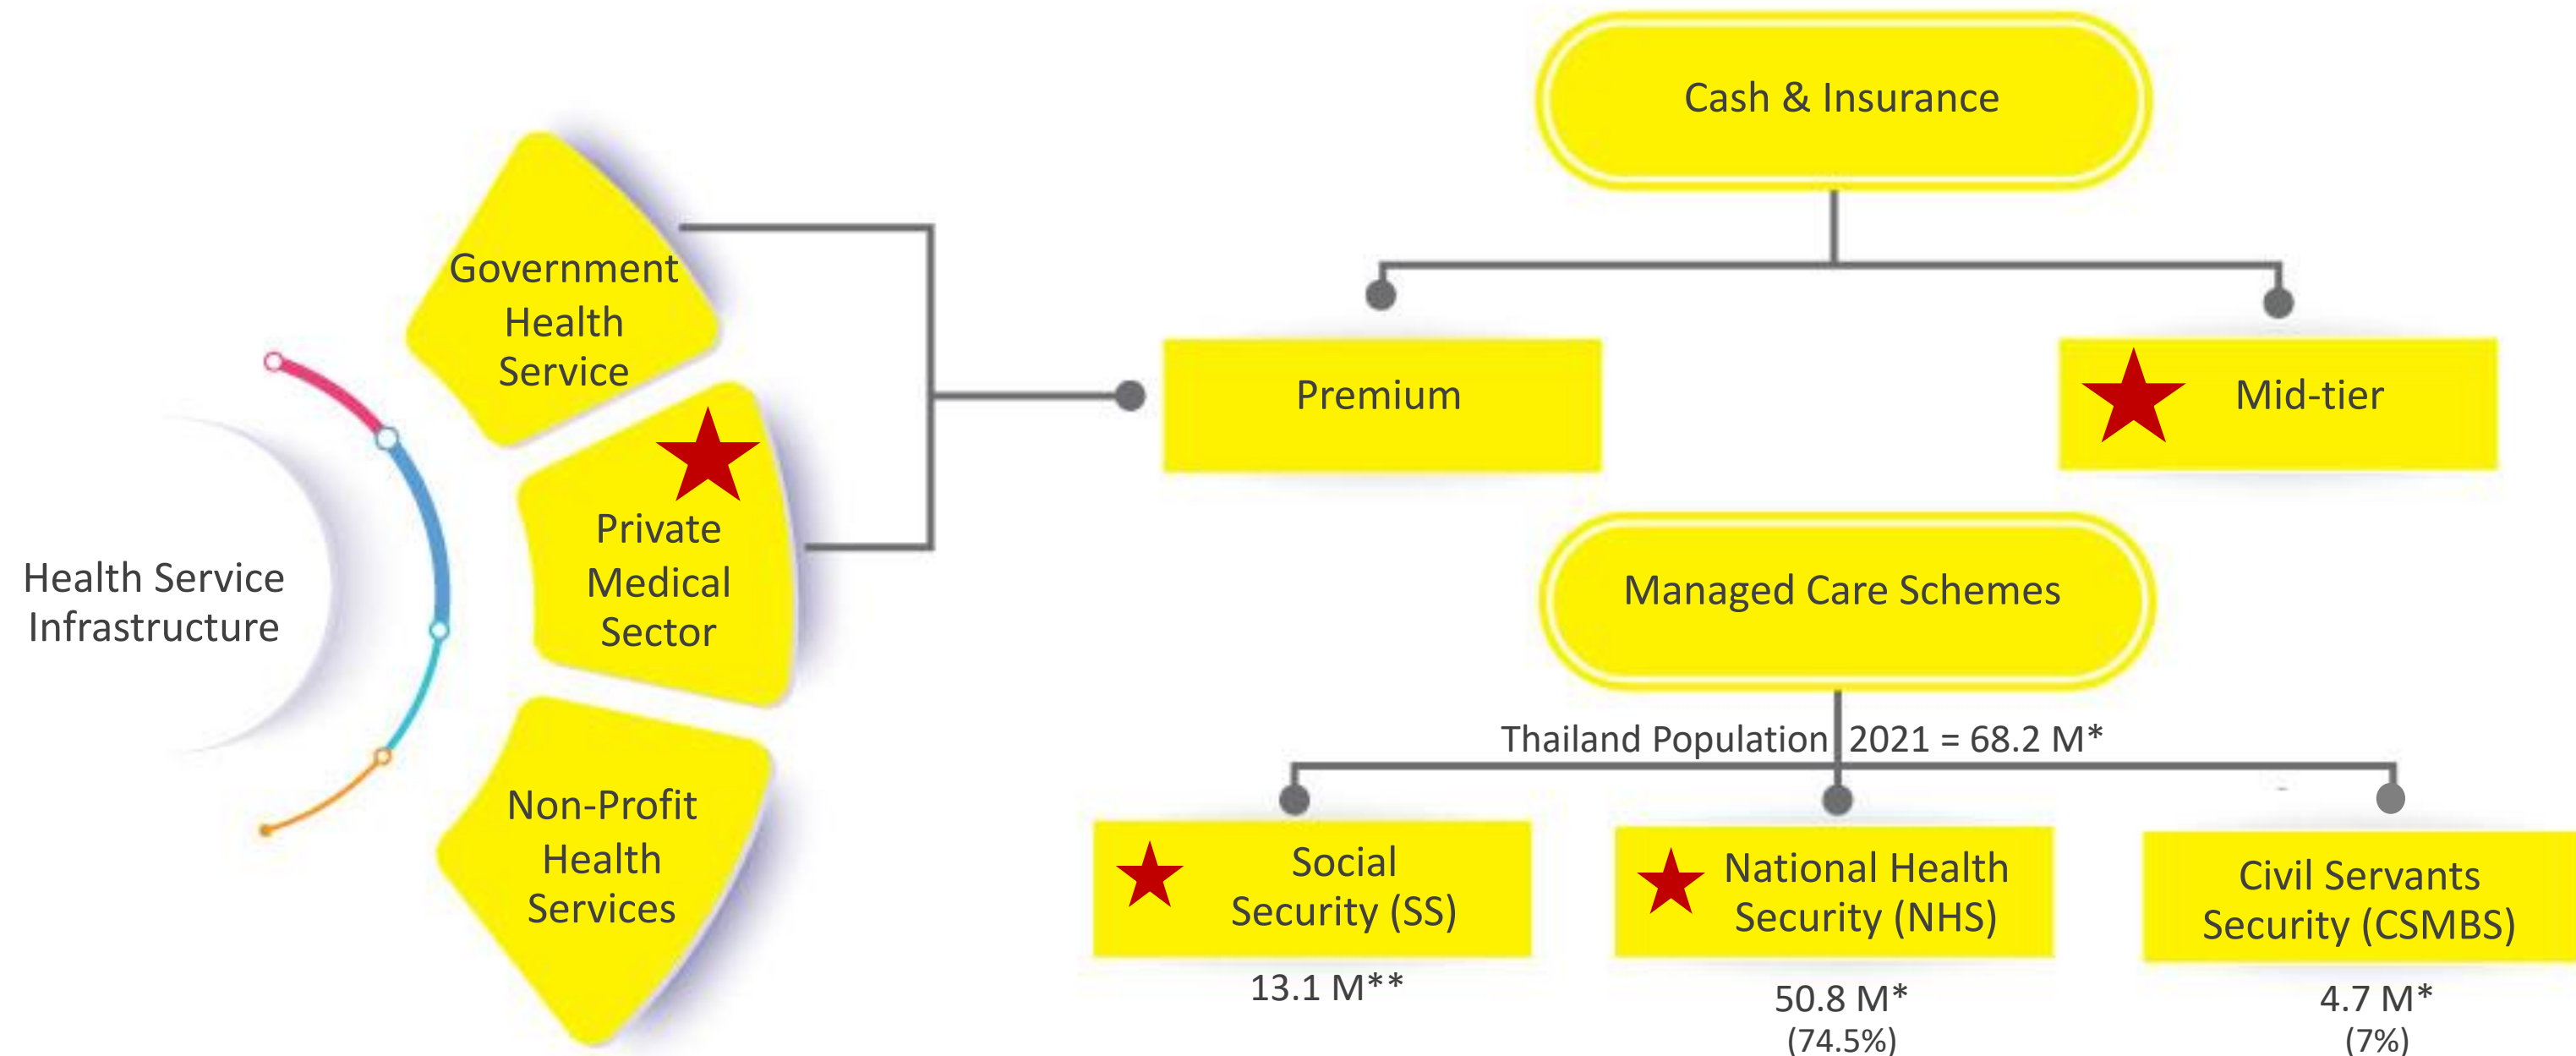 Health Service
Infrastructure
Government
Health
Service
Private
Medical
Sector
Non-Profit
Health
Services
Cash & Insurance
Premium
Mid-tier
Managed Care Schemes
Thailand Population 2021 = 68.2 M*
Social
Security (SS)
13.1 M**
National Health
Security (NHS)
50.8 M*
(74.5%)
Civil Servants
Security (CSMBS)
4.7 M*
(7%)